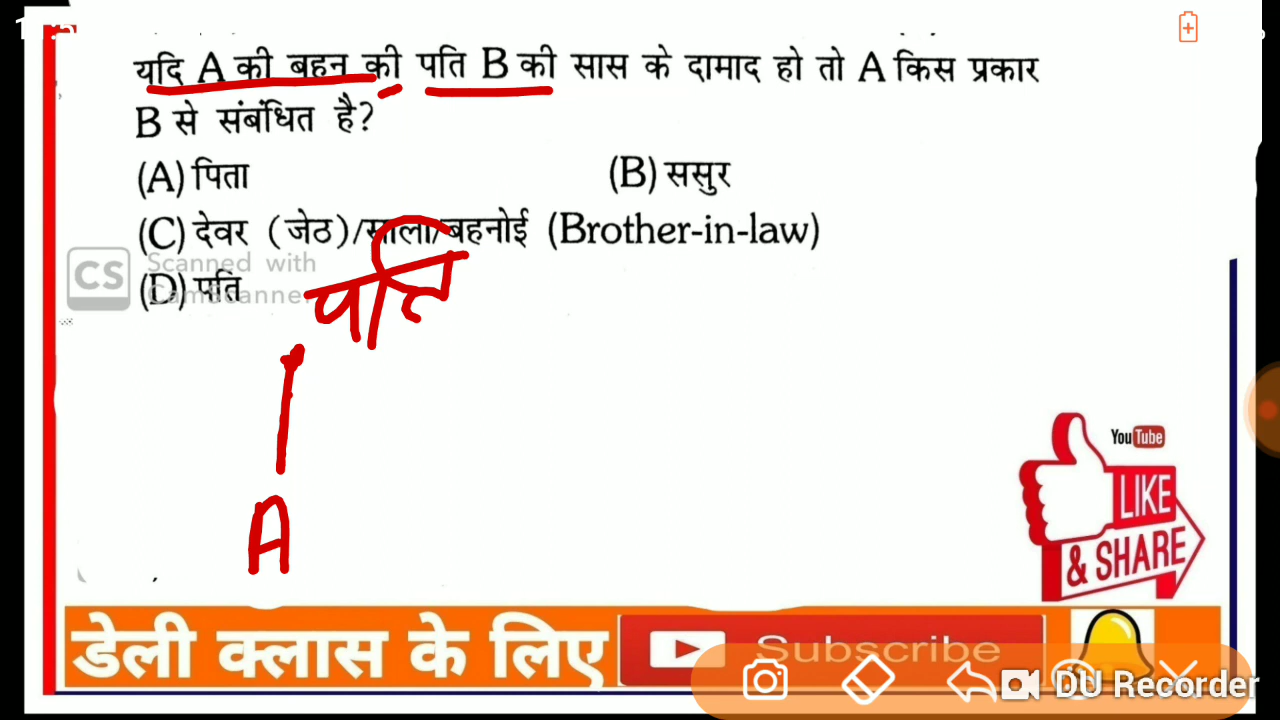 यदि A की बहन की पति B की सास के दामाद हो तो A किस प्रकार
B से संबंधित है?
(A) पिता
(B) ससुर
(C) देवर (जेठ)/साला/बहनोई (Brother-in-law)
CS Scanned with
CamScanner
(D) पति
पति
A
YouTube
LIKE
& SHARE
डेली क्लास के लिए
Subscribe
DU Recorder